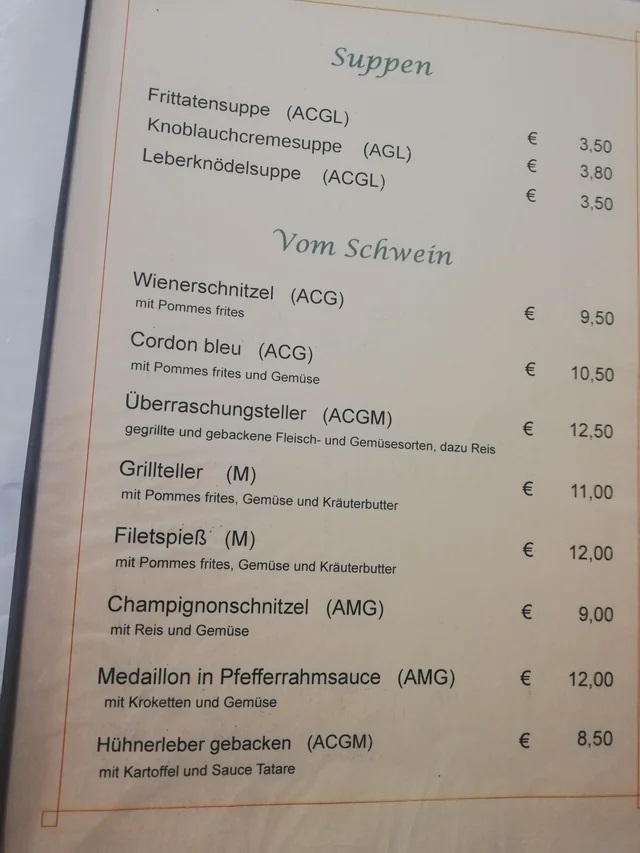 Suppen
Frittatensuppe (ACGL) € 3,50
Knoblauchcremesuppe (AGL) € 3,80
Leberknödelsuppe (ACGL) € 3,50
Vom Schwein
Wienerschnitzel (ACG) € 9,50
mit Pommes frites
Cordon bleu (ACG) € 10,50
mit Pommes frites und Gemüse
Überraschungsteller (ACGM) € 12,50
gegrillte und gebackene Fleisch- und Gemüsesorten, dazu Reis
Grillteller (M) € 11,00
mit Pommes frites, Gemüse und Kräuterbutter
Filetspieß (M) € 12,00
mit Pommes frites, Gemüse und Kräuterbutter
Champignonschnitzel (AMG) € 9,00
mit Reis und Gemüse
Medaillon in Pfefferrahmsauce (AMG) € 12,00
mit Kroketten und Gemüse
Hühnerleber gebacken (ACGM) € 8,50
mit Kartoffel und Sauce Tatare